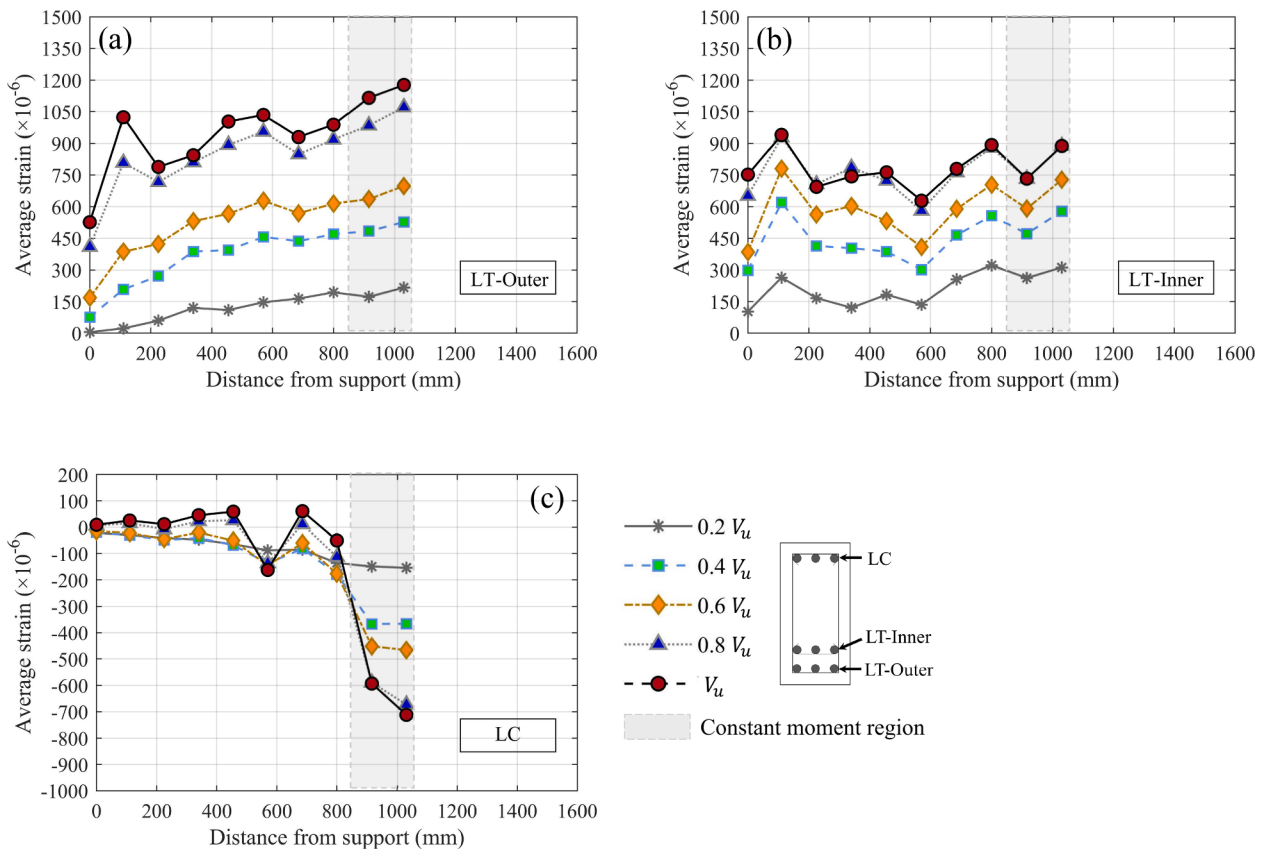 (a)
1500
1350
1200
1050
900
750
600
450
300
150
0
Average strain (×10⁻⁶)
LT-Outer
0 200 400 600 800 1000 1200 1400 1600
Distance from support (mm)
(b)
1500
1350
1200
1050
900
750
600
450
300
150
0
Average strain (×10⁻⁶)
LT-Inner
0 200 400 600 800 1000 1200 1400 1600
Distance from support (mm)
(c)
200
100
0
-100
-200
-300
-400
-500
-600
-700
-800
-900
-1000
Average strain (×10⁻⁶)
LC
0 200 400 600 800 1000 1200 1400 1600
Distance from support (mm)
0.2 Vᵤ
0.4 Vᵤ
0.6 Vᵤ
0.8 Vᵤ
Vᵤ
Constant moment region
LC
LT-Inner
LT-Outer